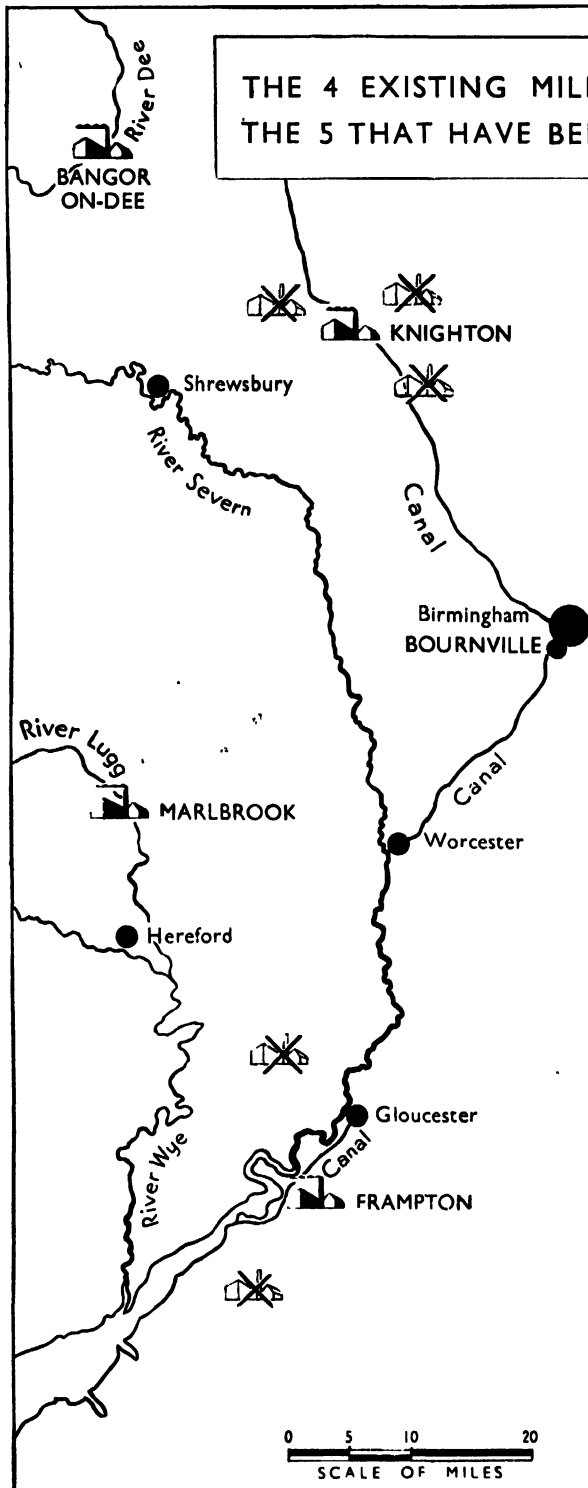 THE 4 EXISTING MIL
THE 5 THAT HAVE BE
River Dee
BANGOR
ON-DEE
KNIGHTON
Shrewsbury
River Severn
Canal
Birmingham
BOURNVILLE
River Lugg
Canal
MARLBROOK
Worcester
Hereford
Gloucester
Canal
River Wye
FRAMPTON
0 5 10 20
SCALE OF MILES